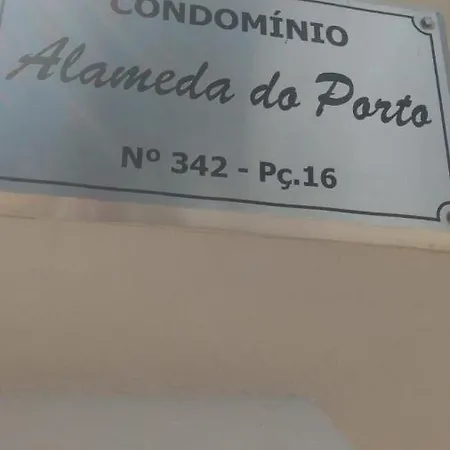 CONDOMÍNIO
Alameda do Porto
Nº 342 - Pç.16